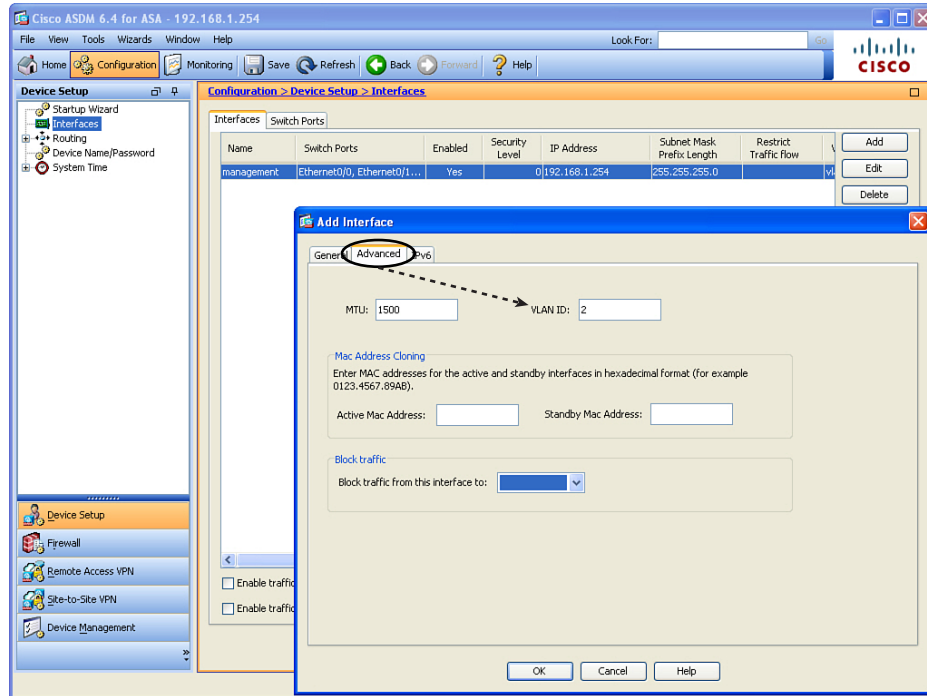 Cisco ASDM 6.4 for ASA - 192.168.1.254
File View Tools Wizards Window Help Look For: Go
Home Configuration Monitoring Save Refresh Back Forward Help
CISCO
Device Setup
Startup Wizard
Interfaces
Routing
Device Name/Password
System Time
Configuration > Device Setup > Interfaces
Interfaces Switch Ports
Name Switch Ports Enabled Security Level IP Address Subnet Mask Prefix Length Restrict Traffic flow
management Ethernet0/0, Ethernet0/1... Yes 0 192.168.1.254 255.255.255.0
Add
Edit
Delete
Add Interface
General Advanced IPv6
MTU: 1500 VLAN ID: 2
Mac Address Cloning
Enter MAC addresses for the active and standby interfaces in hexadecimal format (for example
0123.4567.89AB).
Active Mac Address: Standby Mac Address:
Block traffic
Block traffic from this interface to:
Enable traffic
Enable traffic
OK Cancel Help
Device Setup
Firewall
Remote Access VPN
Site-to-Site VPN
Device Management